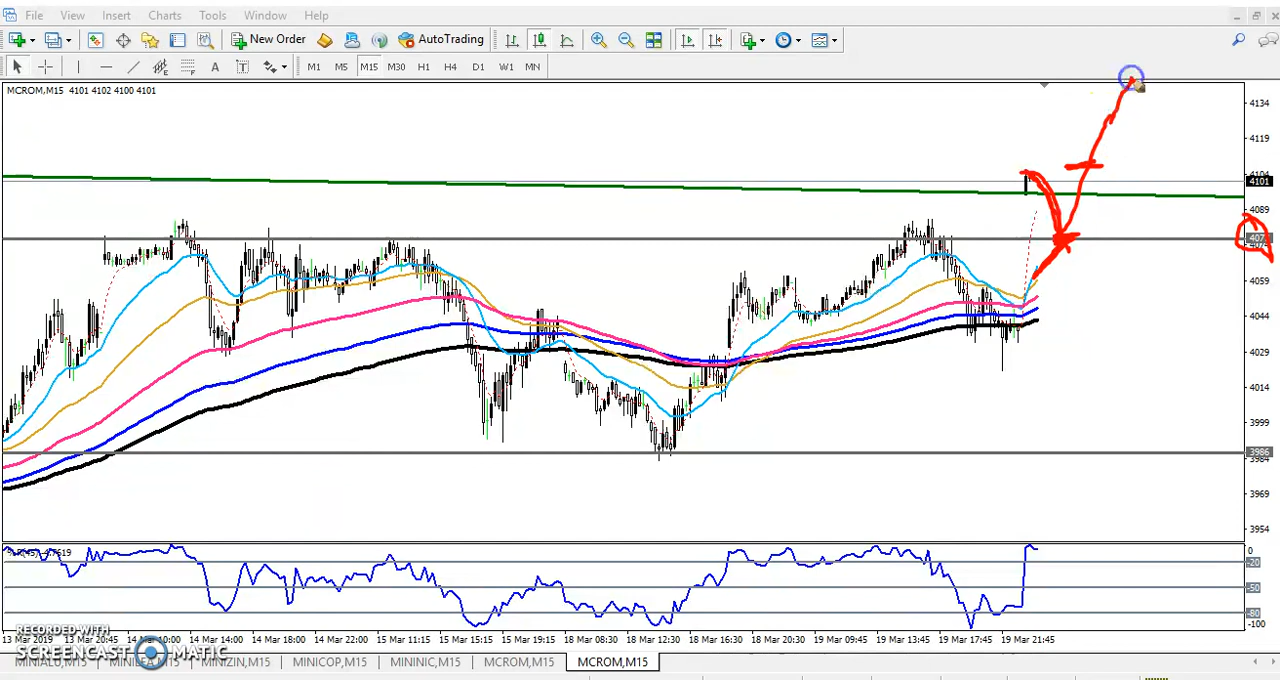 File View Insert Charts Tools Window Help
New Order AutoTrading
A T M1 M5 M15 M30 H1 H4 D1 W1 MN
MCROM,M15 4101 4102 4100 4101
4134
4119
4104
4101
4089
4074
4059
4044
4029
4014
3999
3986
3984
3969
3954
0
-20
-50
-80
-100
13 Mar 2019 13 Mar 20:45 14 Mar 14:00 14 Mar 18:00 14 Mar 22:00 15 Mar 11:15 15 Mar 15:15 15 Mar 19:15 18 Mar 08:30 18 Mar 12:30 18 Mar 16:30 18 Mar 20:30 19 Mar 09:45 19 Mar 13:45 19 Mar 17:45 19 Mar 21:45
RECORDED WITH
SCREENCAST MATIC
MINIALU,M15 MINIZIN,M15 MINICOP,M15 MININIC,M15 MCROM,M15 MCROM,M15